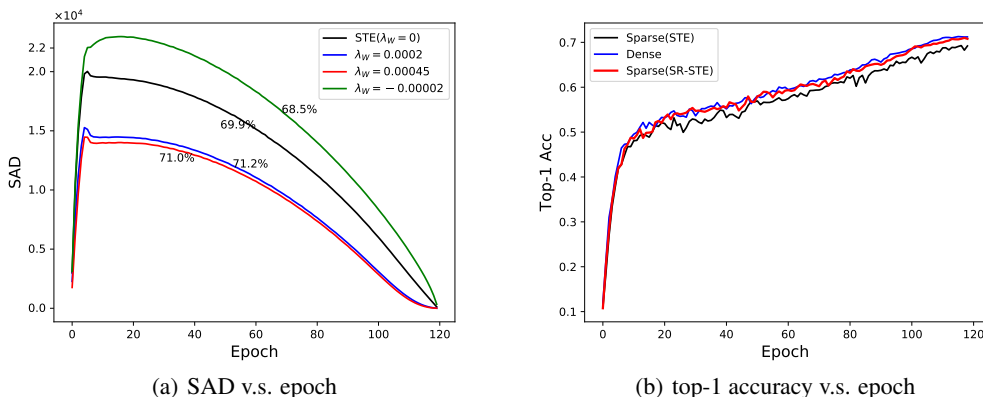 ×10⁴
2.2
2.0
1.5
1.0
0.5
0.0
SAD
STE(λ_W = 0)
λ_W = 0.0002
λ_W = 0.00045
λ_W = −0.00002
68.5%
69.9%
71.2%
71.0%
0 20 40 60 80 100 120
Epoch
(a) SAD v.s. epoch
0.7
0.6
0.5
0.4
0.3
0.2
0.1
Top-1 Acc
Sparse(STE)
Dense
Sparse(SR-STE)
0 20 40 60 80 100 120
Epoch
(b) top-1 accuracy v.s. epoch